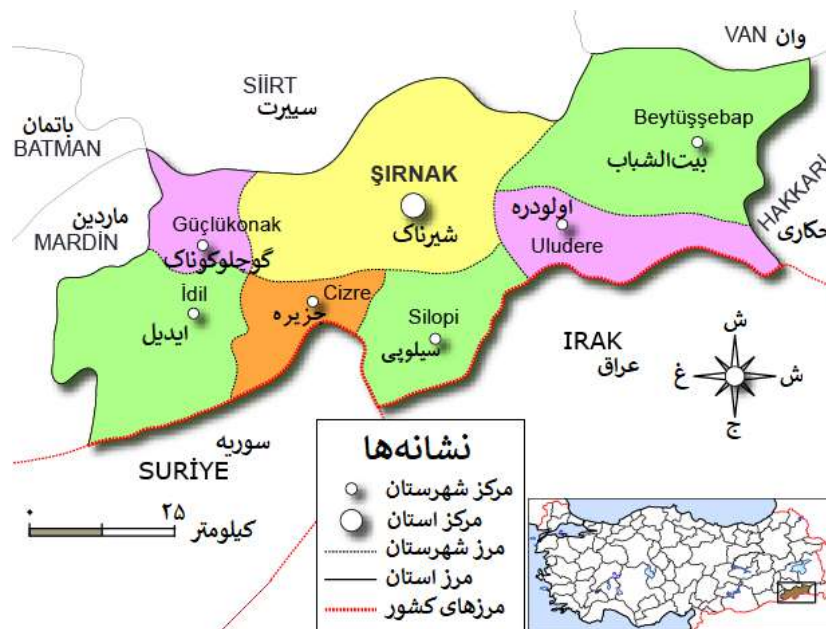 VAN وان
SİİRT
سییرت
باتمان
BATMAN
Beytüşşebap
بیت‌الشباب
HAKKARİ
حکاری
ŞIRNAK
شیرناک
ماردین
MARDİN
Güçlükonak
گوچلوکوناک
اولودره
Uludere
İdil
ایدیل
Cizre
جزیره
Silopi
سیلوپی
IRAK
عراق
ش
غ
ش
ج
سوریه
SURİYE
۰ ۲۵
کیلومتر
نشانه‌ها
مرکز شهرستان
مرکز استان
مرز شهرستان
مرز استان
مرزهای کشور